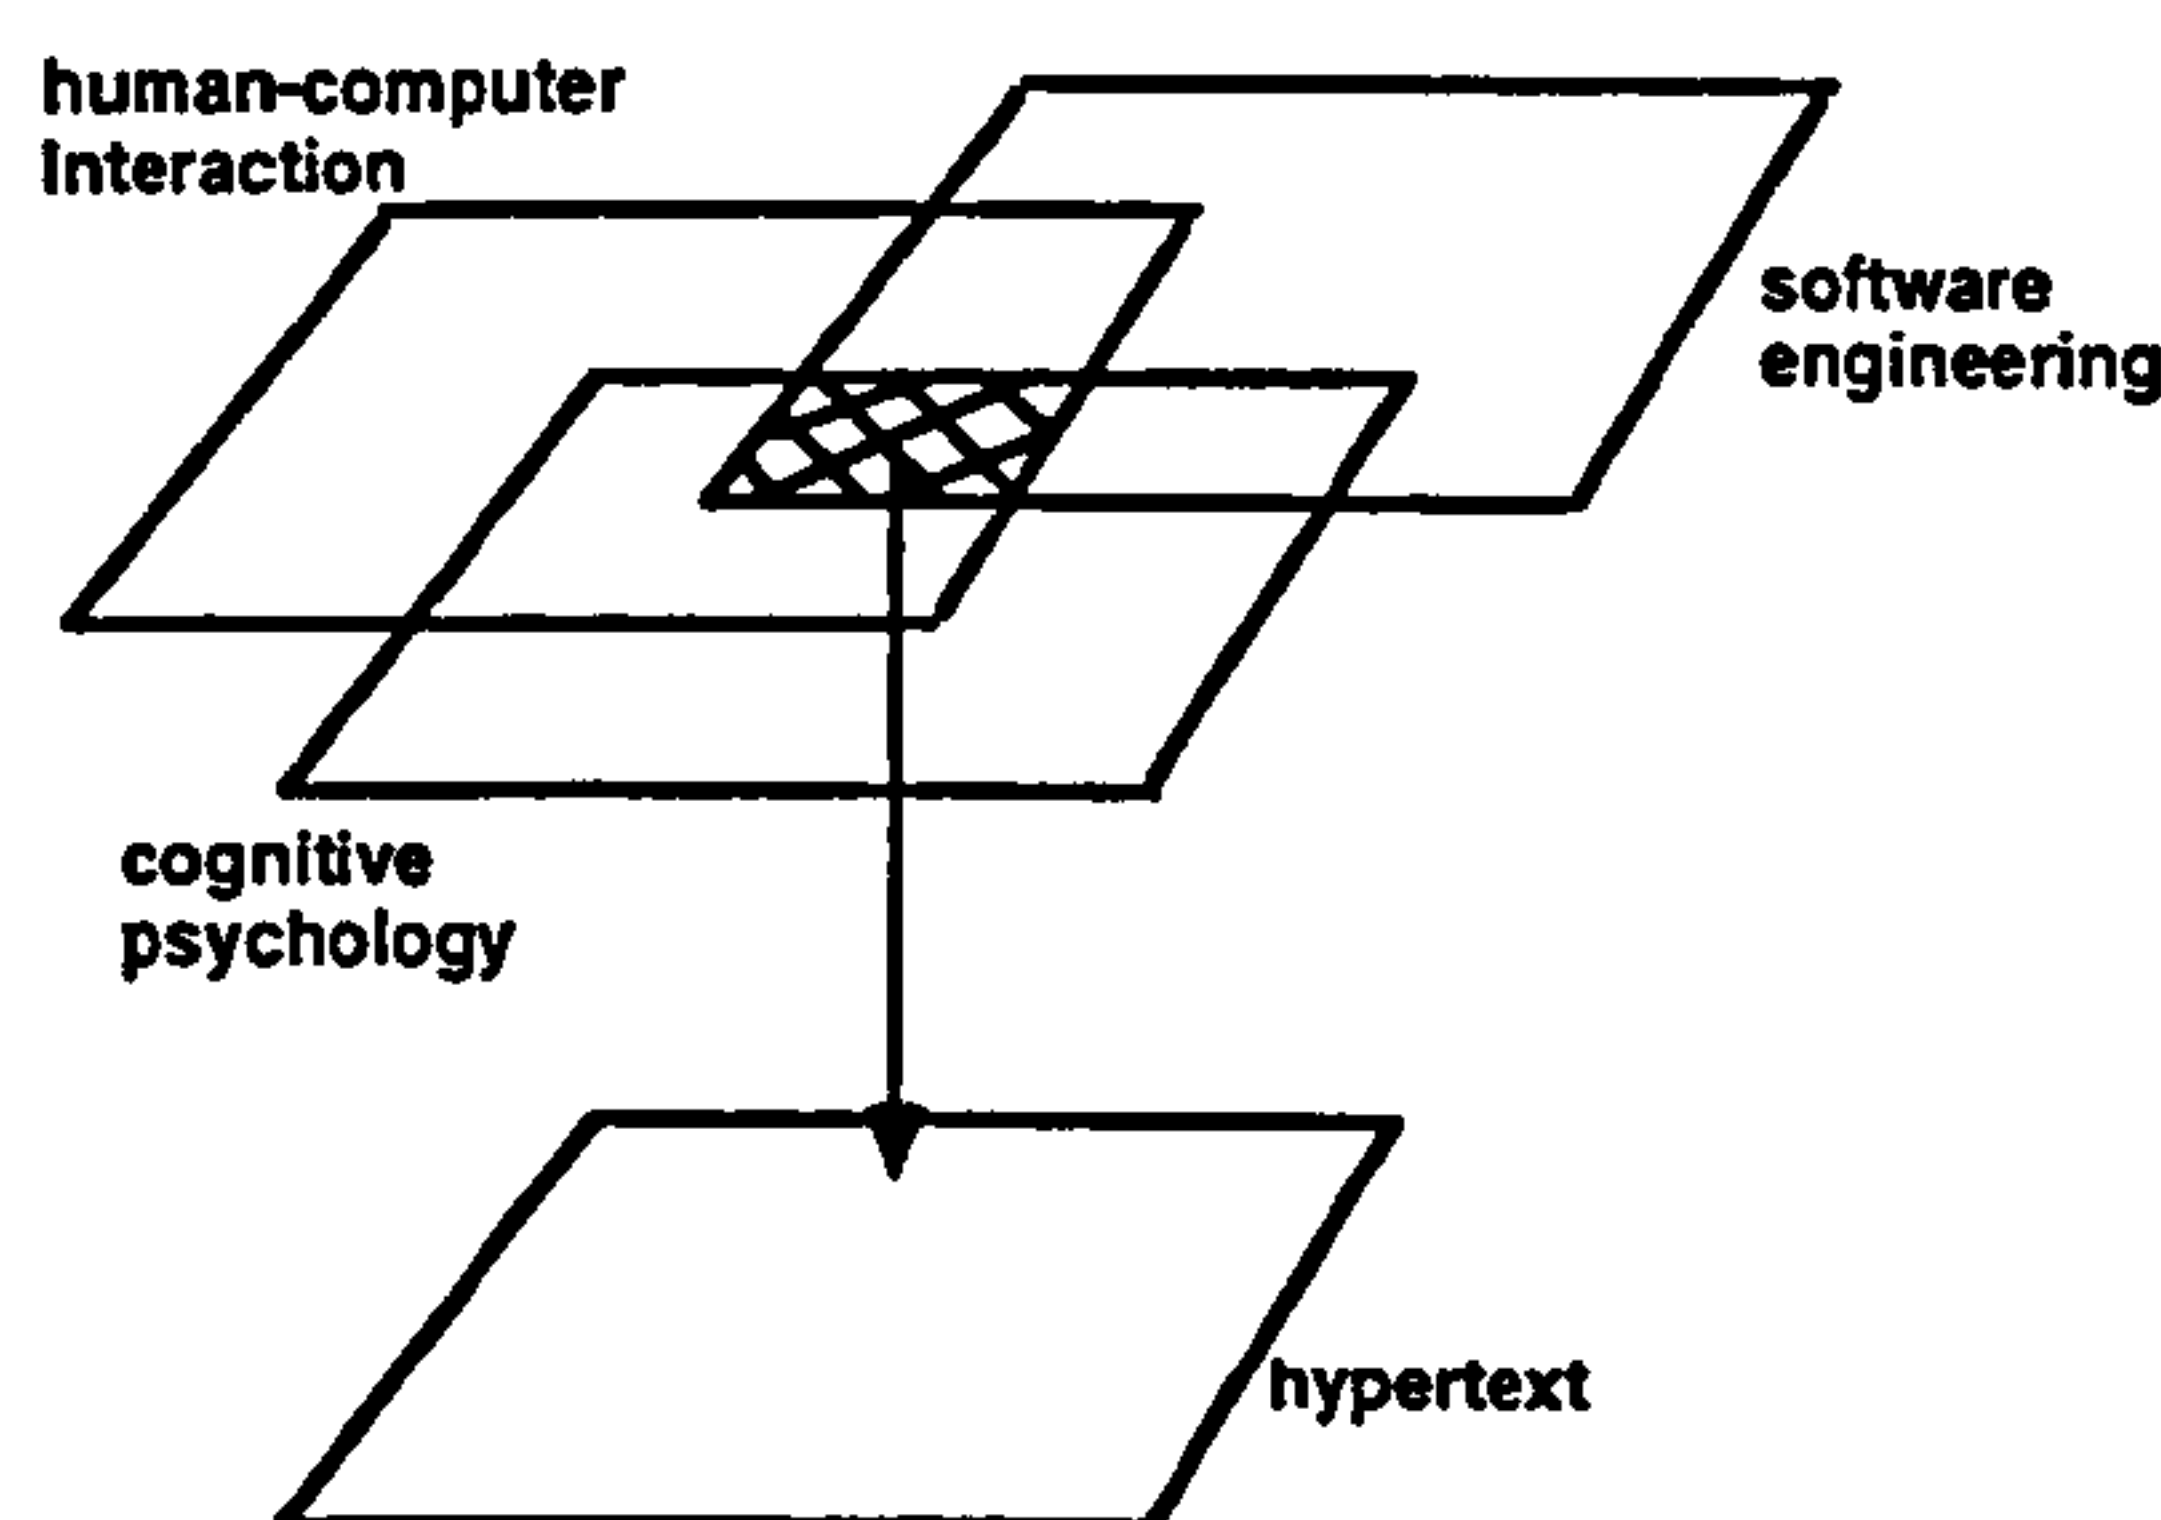 human-computer
interaction
software
engineering
cognitive
psychology
hypertext